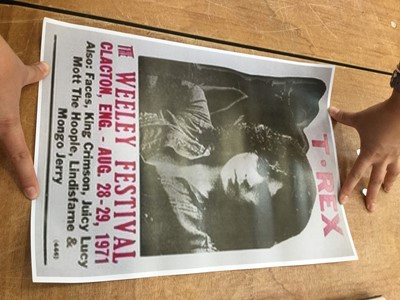 T•REX
THE WEELEY FESTIVAL
CLACTON, ENG. - AUG. 28-29, 1971
Also: Faces, King Crimson, Juicy Lucy
Mott The Hoople, Lindisfarne &
Mongo Jerry